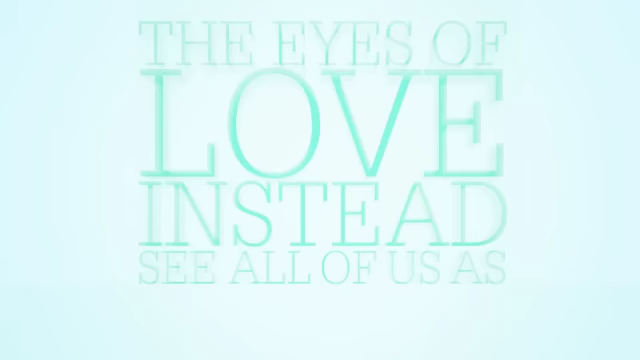 THE EYES OF
LOVE
INSTEAD
SEE ALL OF US AS